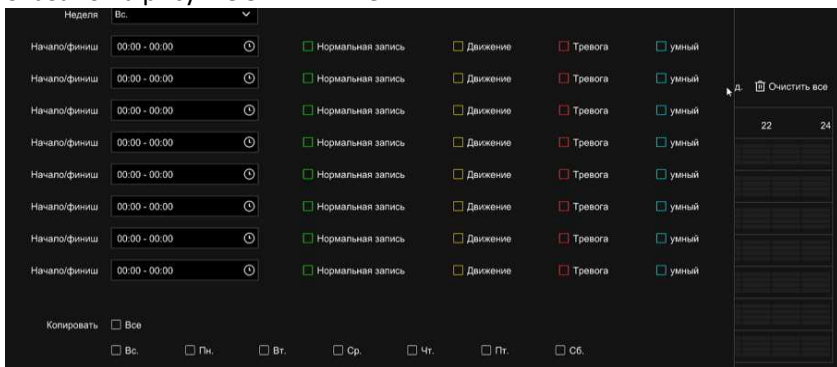 Неделя Вс.
Начало/финиш 00:00 - 00:00 Нормальная запись Движение Тревога умный
Начало/финиш 00:00 - 00:00 Нормальная запись Движение Тревога умный
д. Очистить все
Начало/финиш 00:00 - 00:00 Нормальная запись Движение Тревога умный
22 24
Начало/финиш 00:00 - 00:00 Нормальная запись Движение Тревога умный
Начало/финиш 00:00 - 00:00 Нормальная запись Движение Тревога умный
Начало/финиш 00:00 - 00:00 Нормальная запись Движение Тревога умный
Начало/финиш 00:00 - 00:00 Нормальная запись Движение Тревога умный
Начало/финиш 00:00 - 00:00 Нормальная запись Движение Тревога умный
Копировать Все
Вс. Пн. Вт. Ср. Чт. Пт. Сб.